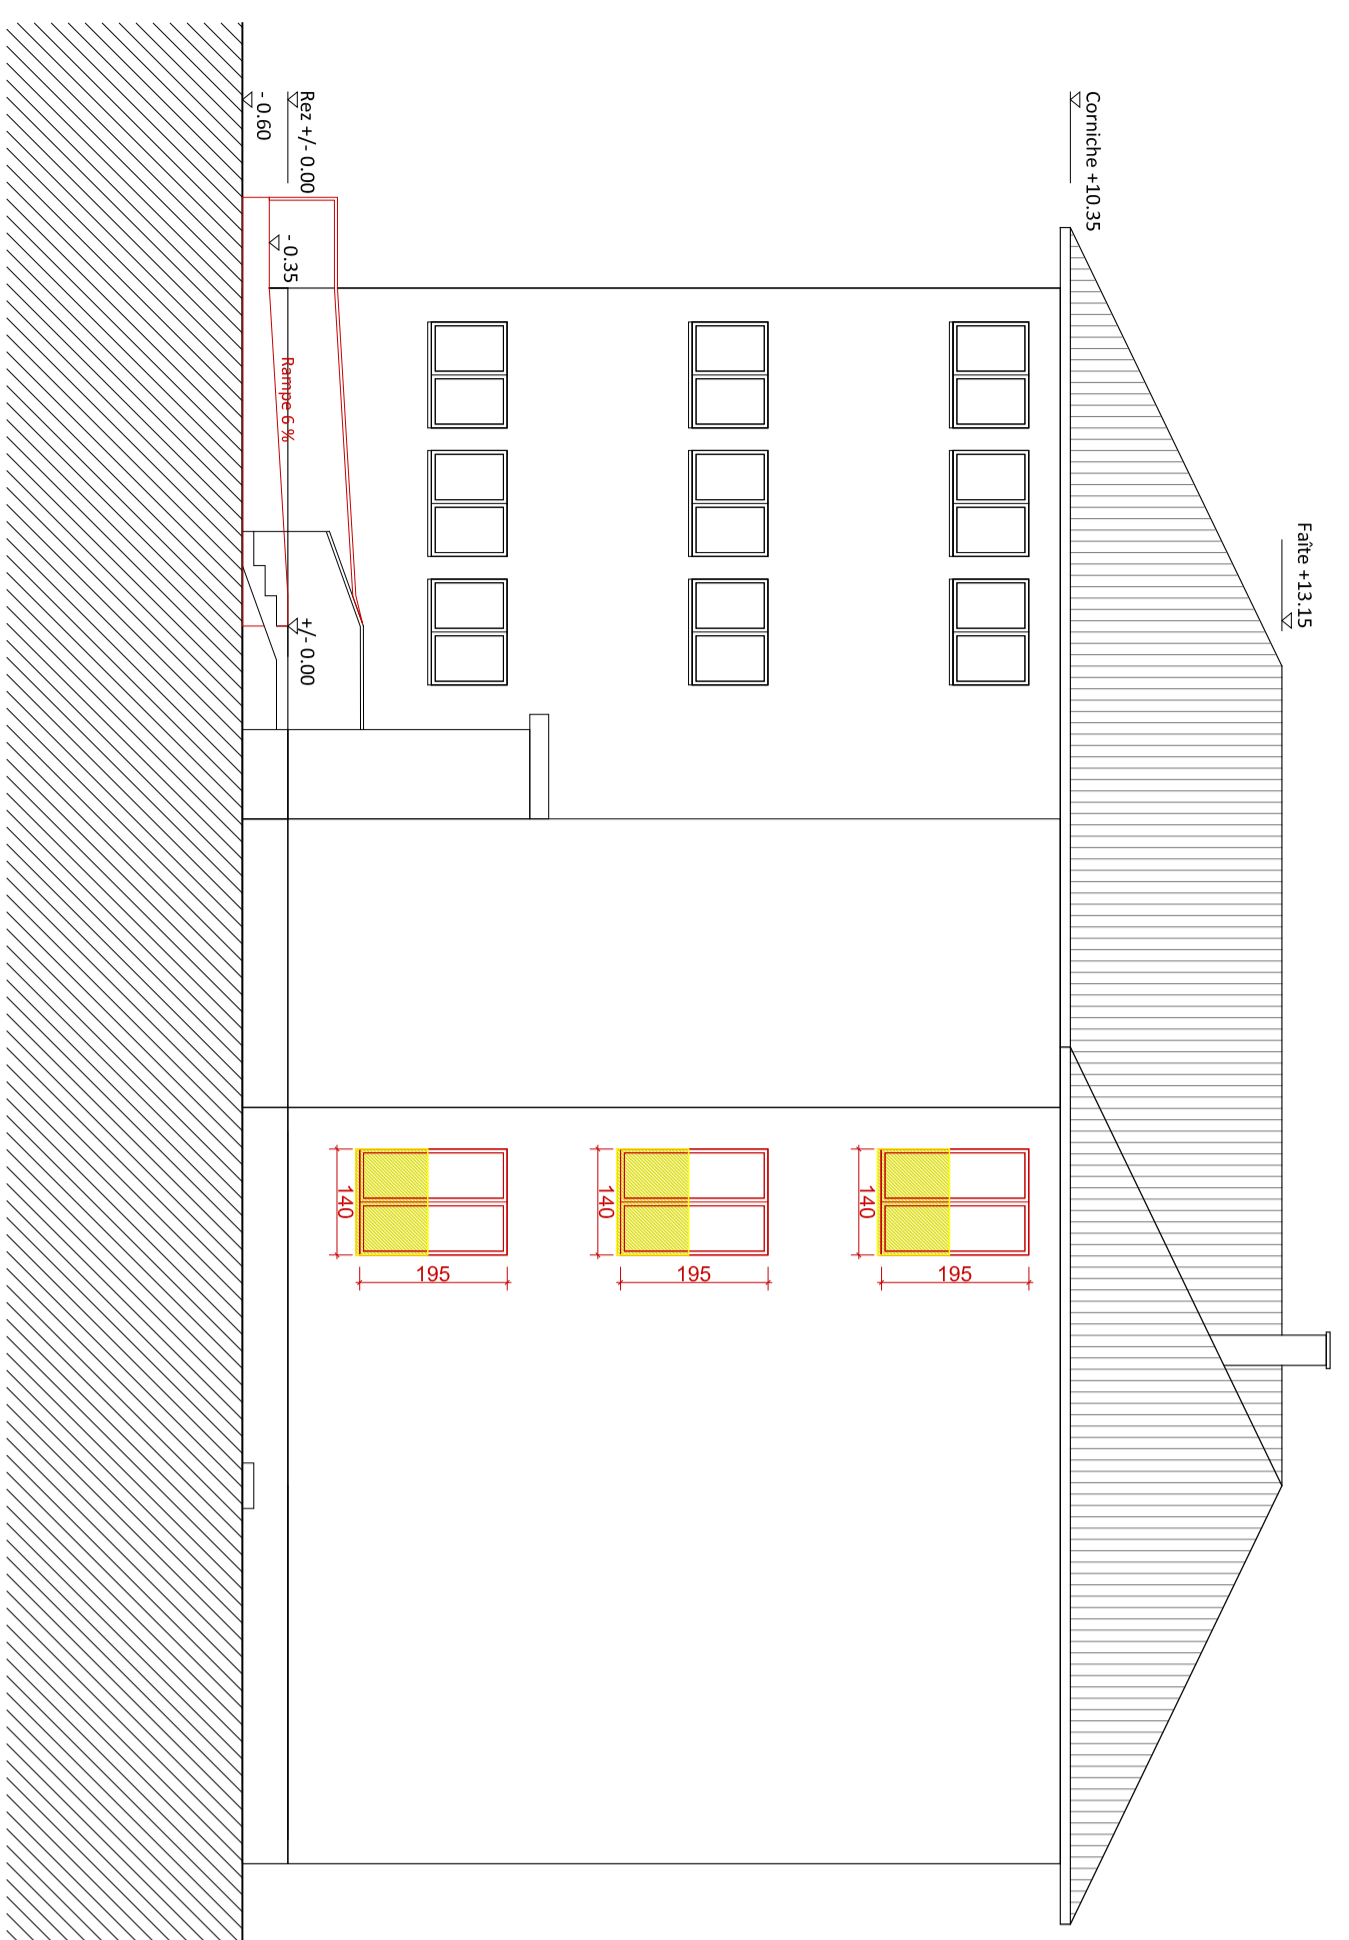 Faîte +13.15
Corniche +10.35
140
195
140
195
140
195
Rez +/- 0.00
- 0.35
- 0.60
Rampe 6 %
+/- 0.00